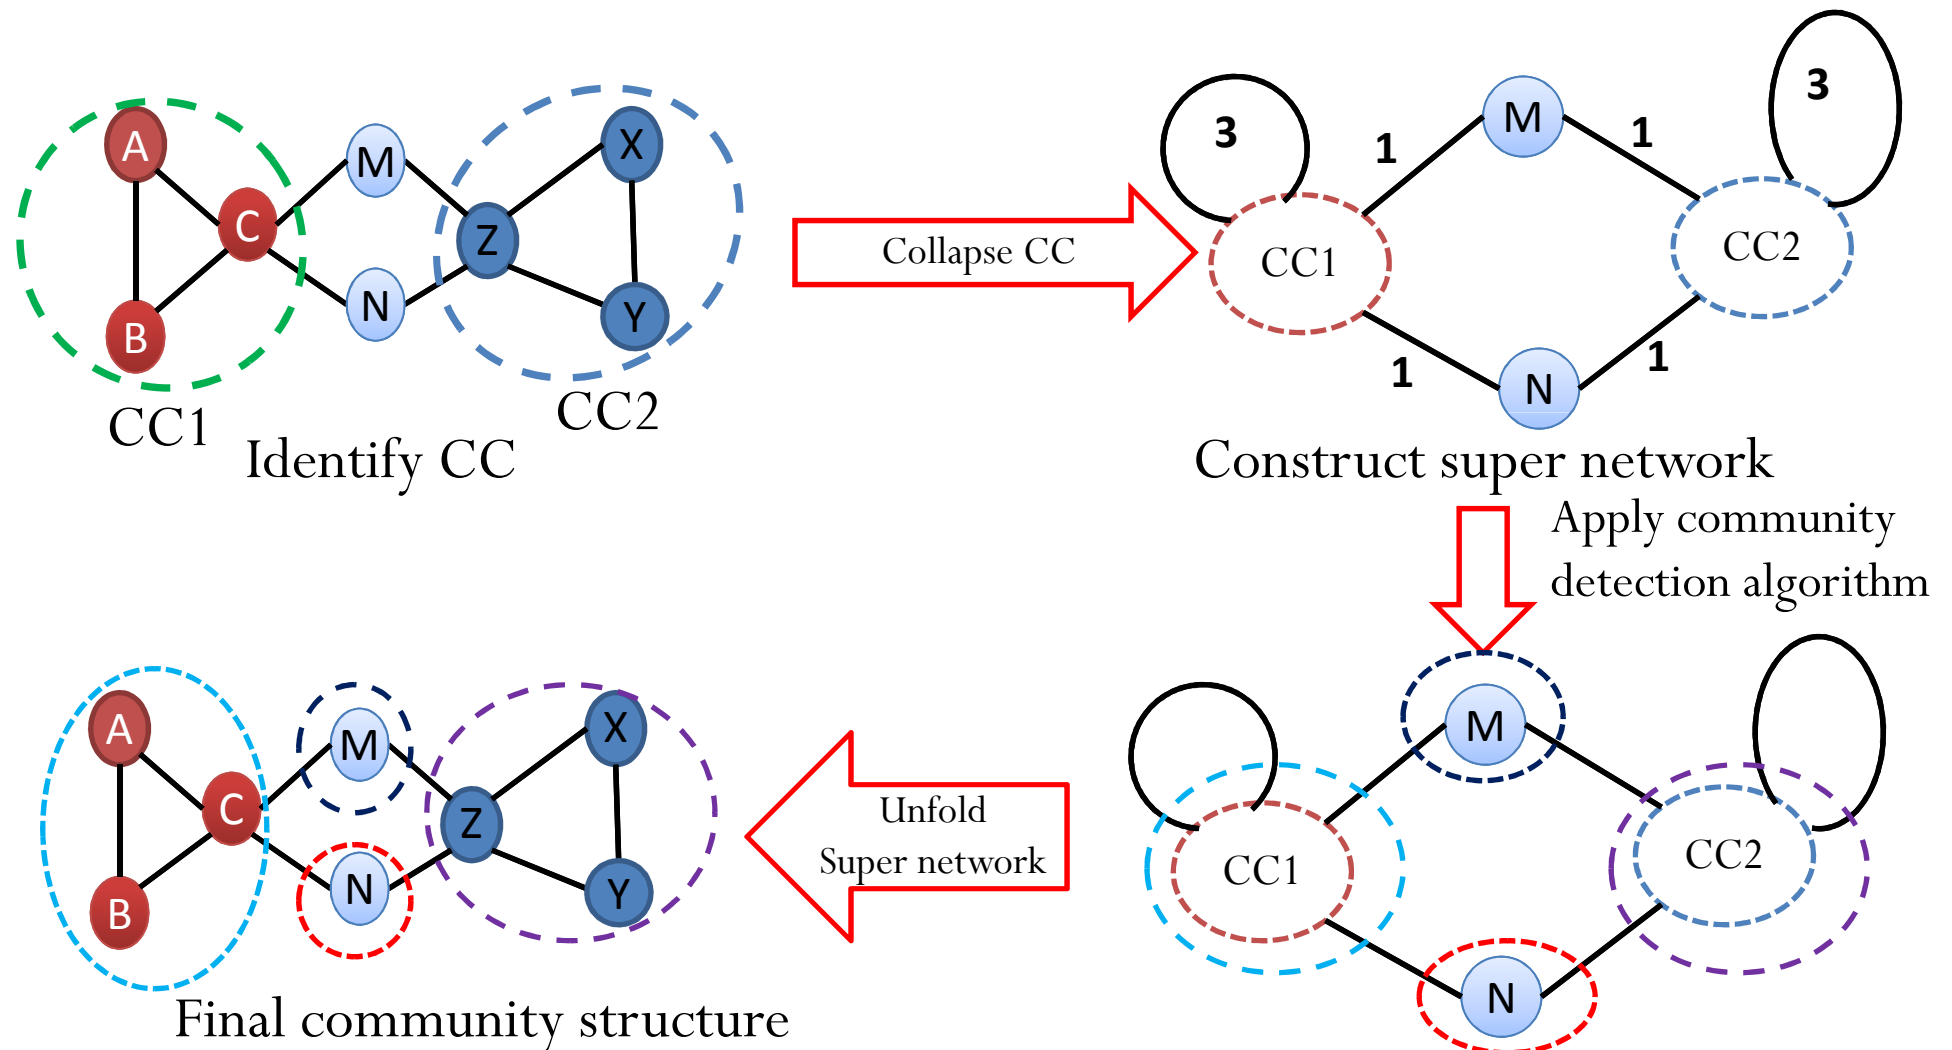 A
B
C
M
N
Z
X
Y
CC1
CC2
Identify CC
Collapse CC
3
3
M
1
1
CC1
CC2
1
1
N
Construct super network
Apply community
detection algorithm
M
CC1
CC2
N
Unfold
Super network
A
B
C
M
N
Z
X
Y
Final community structure